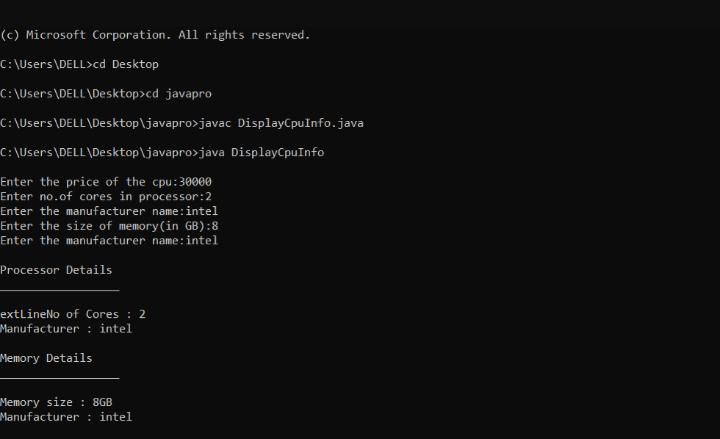 (c) Microsoft Corporation. All rights reserved.
C:\Users\DELL>cd Desktop
C:\Users\DELL\Desktop>cd javapro
C:\Users\DELL\Desktop\javapro>javac DisplayCpuInfo.java
C:\Users\DELL\Desktop\javapro>java DisplayCpuInfo
Enter the price of the cpu:30000
Enter no.of cores in processor:2
Enter the manufacturer name:intel
Enter the size of memory(in GB):8
Enter the manufacturer name:intel
Processor Details
__________________
extLineNo of Cores : 2
Manufacturer : intel
Memory Details
__________________
Memory size : 8GB
Manufacturer : intel